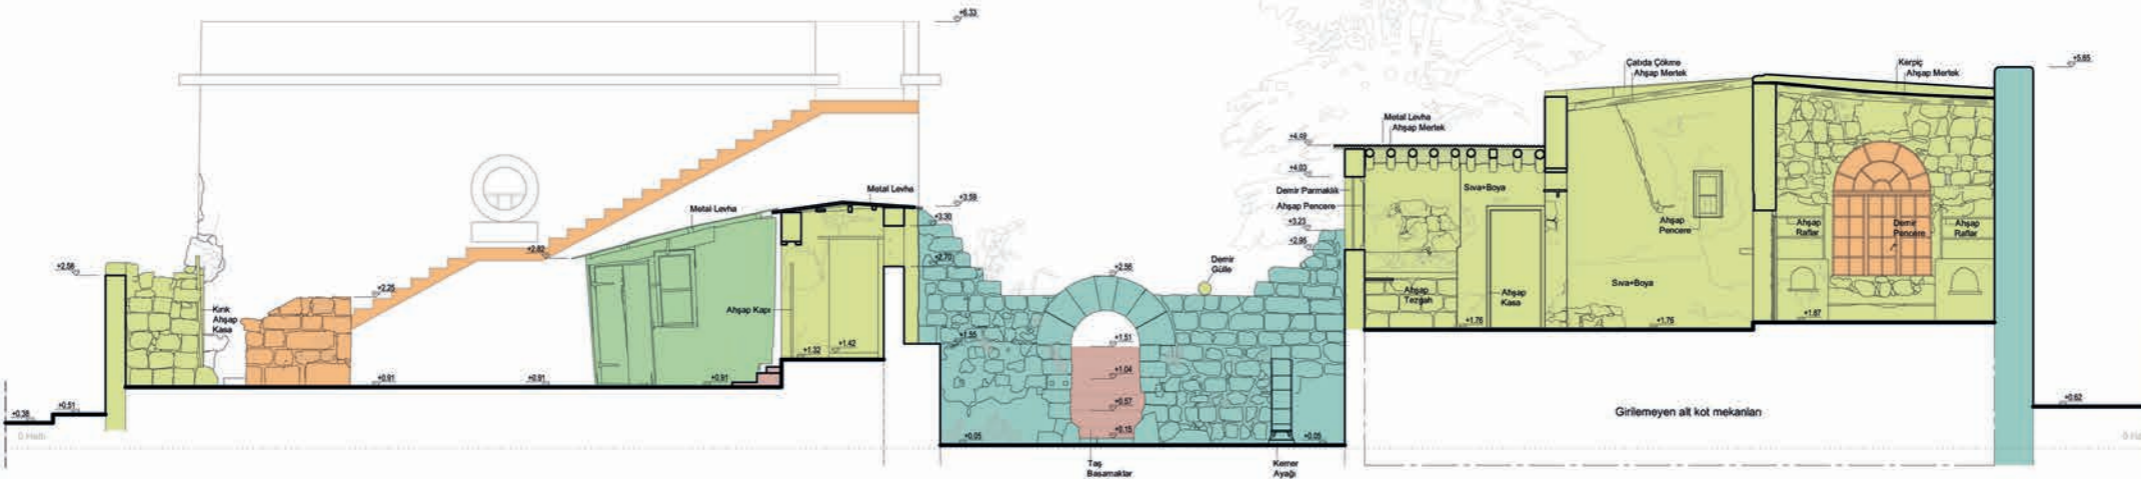 +6.33
+5.65
Çatıda Çökme
Ahşap Mertek
Kerpiç
Ahşap Mertek
Metal Levha
Ahşap Mertek
+4.49
+4.03
Demir Parmaklık
Ahşap Pencere
Sıva+Boya
Metal Levha
Metal Levha
+3.59
+3.30
+3.23
+2.95
Ahşap
Pencere
Ahşap
Raflar
Demir
Pencere
Ahşap
Raflar
+2.82
+2.70
+2.58
+2.56
Demir
Gülle
+2.25
Kırık
Ahşap
Kasa
Ahşap Kapı
Ahşap
Tezgah
Ahşap
Kasa
Sıva+Boya
+1.76
+1.76
+1.87
+1.55
+1.51
+1.32
+1.42
+1.04
+0.91
+0.91
+0.91
+0.57
+0.38
+0.51
+0.62
+0.15
+0.05
+0.05
Girilemeyen alt kot mekanları
0 Hattı
Taş
Basamaklar
Kemer
Ayağı